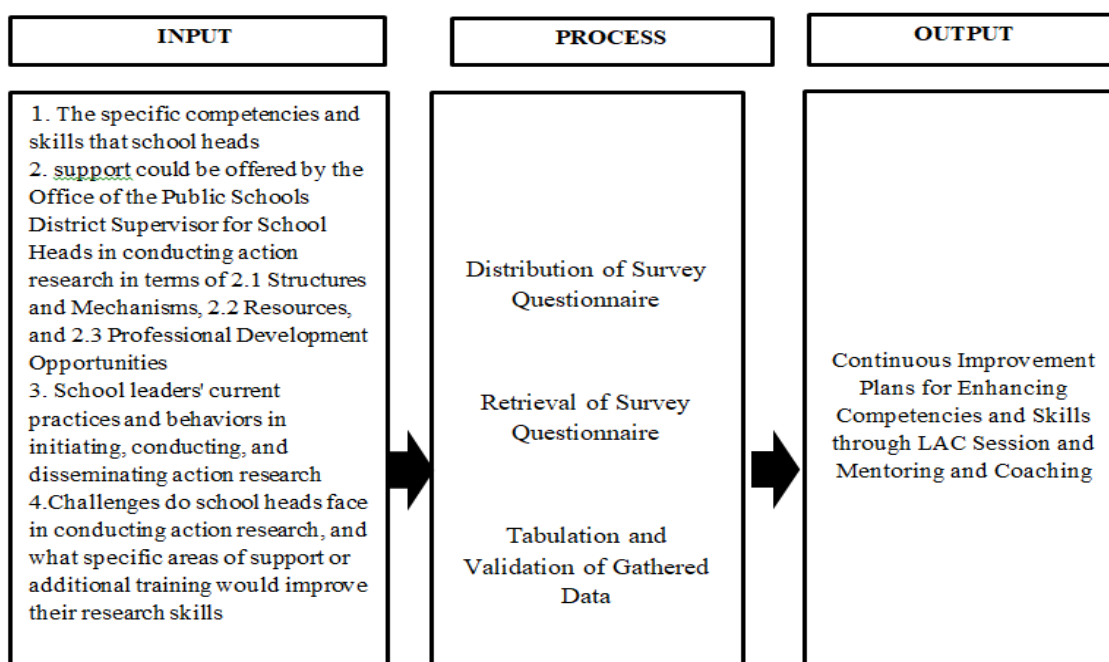 INPUT
PROCESS
OUTPUT
1. The specific competencies and
skills that school heads
2. support could be offered by the
Office of the Public Schools
District Supervisor for School
Heads in conducting action
research in terms of 2.1 Structures
and Mechanisms, 2.2 Resources,
and 2.3 Professional Development
Opportunities
3. School leaders' current
practices and behaviors in
initiating, conducting, and
disseminating action research
4.Challenges do school heads face
in conducting action research, and
what specific areas of support or
additional training would improve
their research skills
Distribution of Survey
Questionnaire
Retrieval of Survey
Questionnaire
Tabulation and
Validation of Gathered
Data
Continuous Improvement
Plans for Enhancing
Competencies and Skills
through LAC Session and
Mentoring and Coaching